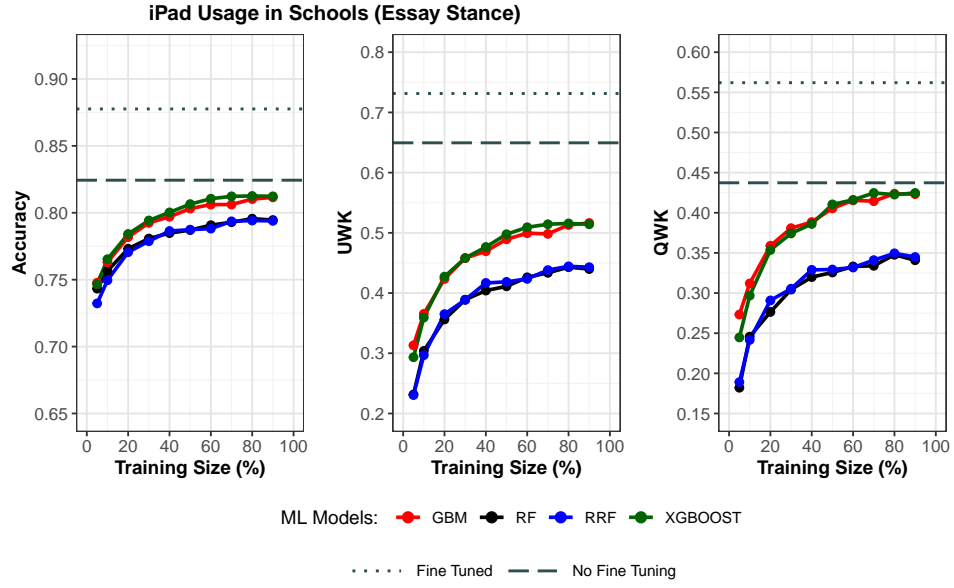 iPad Usage in Schools (Essay Stance)
Accuracy
0.90
0.85
0.80
0.75
0.70
0.65
0 20 40 60 80 100
Training Size (%)
UWK
0.8
0.7
0.6
0.5
0.4
0.3
0.2
0 20 40 60 80 100
Training Size (%)
QWK
0.60
0.55
0.50
0.45
0.40
0.35
0.30
0.25
0.20
0.15
0 20 40 60 80 100
Training Size (%)
ML Models: GBM RF RRF XGBOOST
Fine Tuned No Fine Tuning